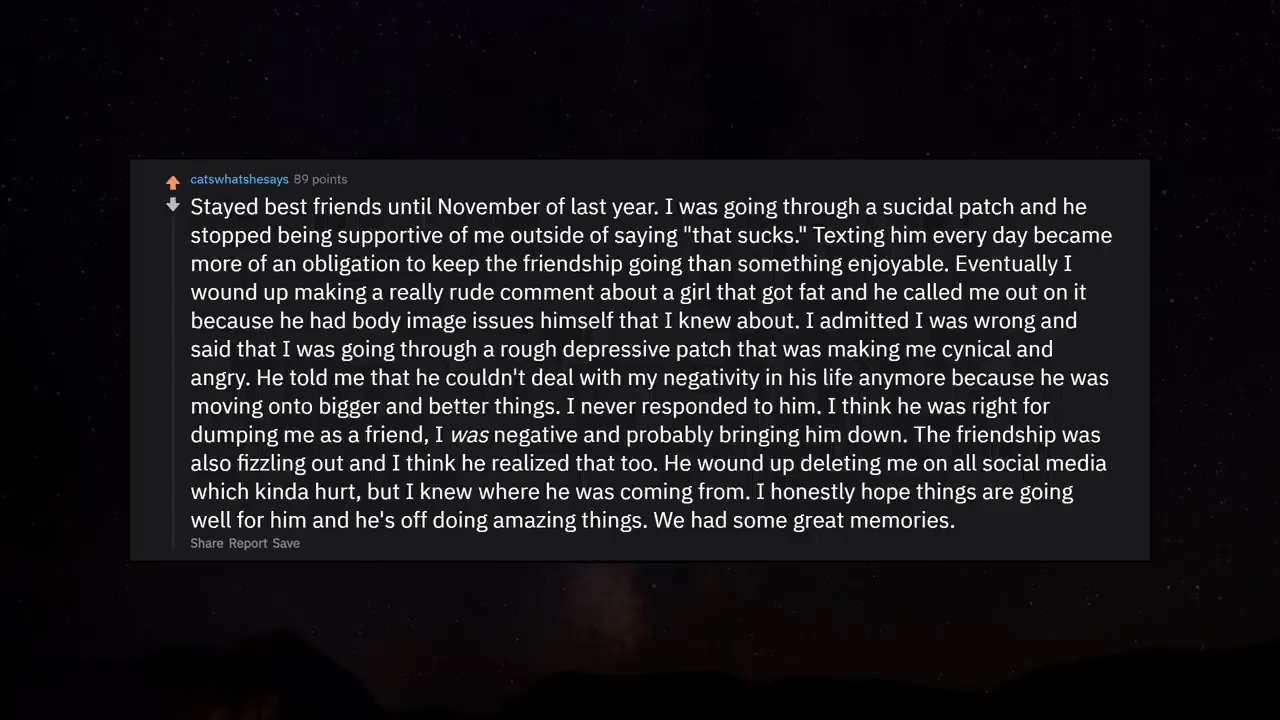 catswhatshesays 89 points
Stayed best friends until November of last year. I was going through a sucidal patch and he
stopped being supportive of me outside of saying "that sucks." Texting him every day became
more of an obligation to keep the friendship going than something enjoyable. Eventually I
wound up making a really rude comment about a girl that got fat and he called me out on it
because he had body image issues himself that I knew about. I admitted I was wrong and
said that I was going through a rough depressive patch that was making me cynical and
angry. He told me that he couldn't deal with my negativity in his life anymore because he was
moving onto bigger and better things. I never responded to him. I think he was right for
dumping me as a friend, I was negative and probably bringing him down. The friendship was
also fizzling out and I think he realized that too. He wound up deleting me on all social media
which kinda hurt, but I knew where he was coming from. I honestly hope things are going
well for him and he's off doing amazing things. We had some great memories.
Share Report Save